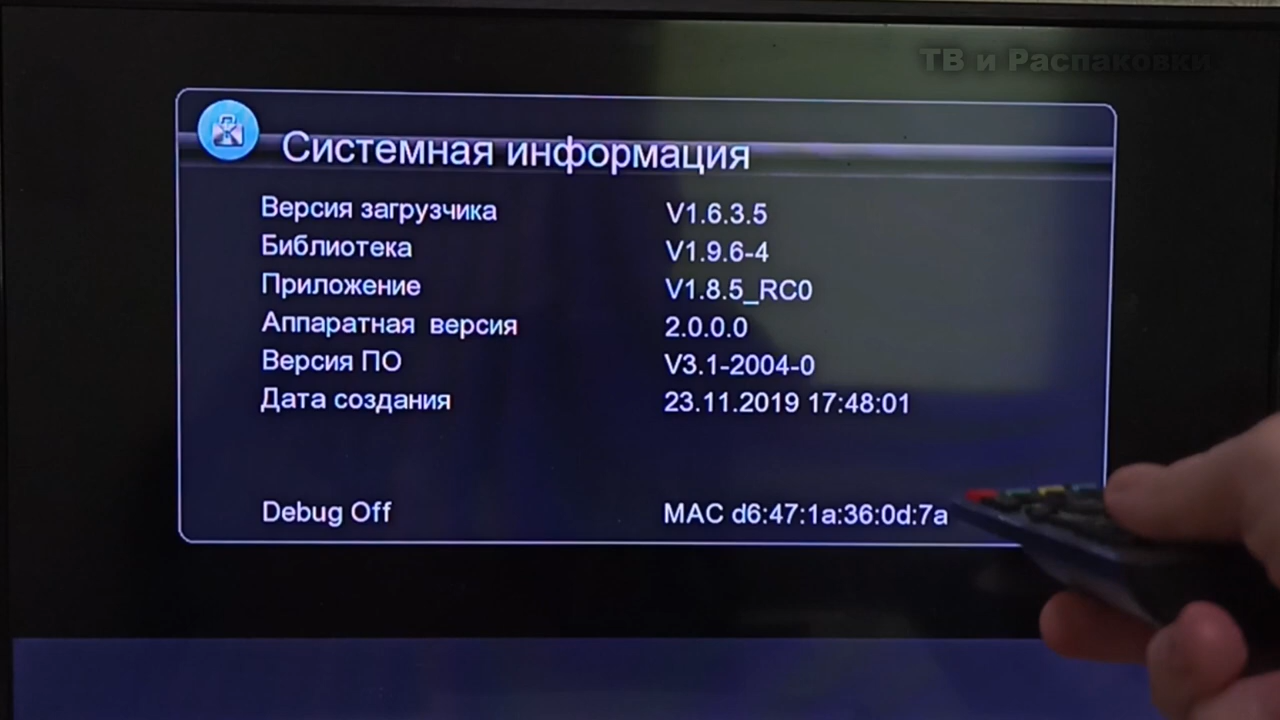 ТВ и Распаковки
Системная информация
Версия загрузчика V1.6.3.5
Библиотека V1.9.6-4
Приложение V1.8.5_RC0
Аппаратная версия 2.0.0.0
Версия ПО V3.1-2004-0
Дата создания 23.11.2019 17:48:01
Debug Off MAC d6:47:1a:36:0d:7a